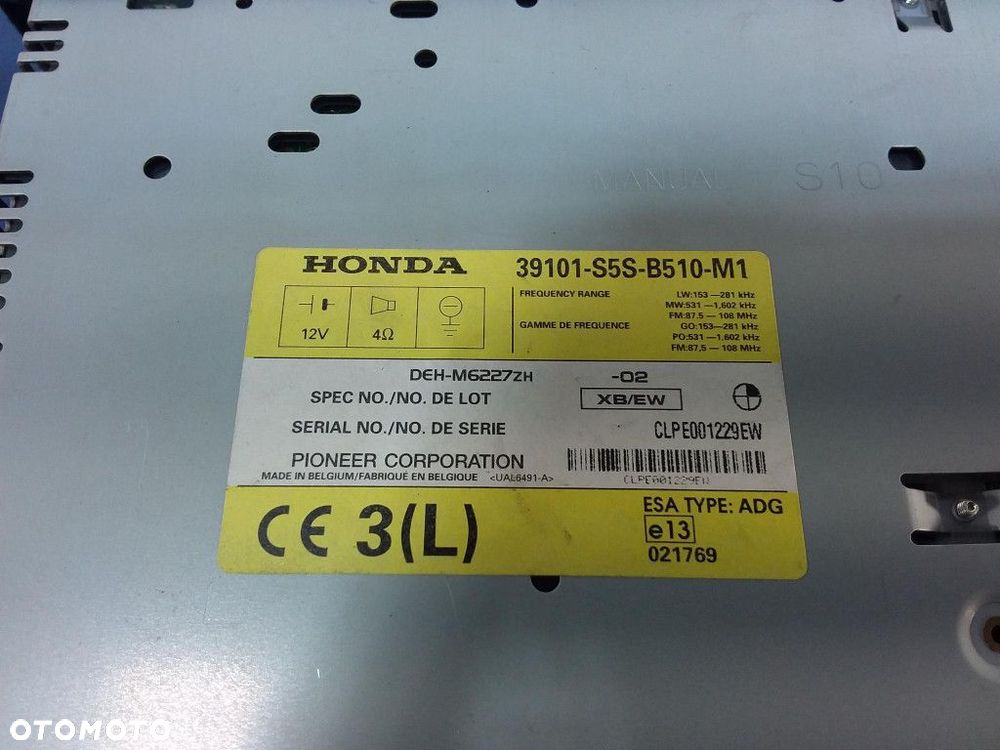 MANUAL S10
HONDA 39101-S5S-B510-M1
12V 4Ω
FREQUENCY RANGE LW:153—281 kHz
MW:531—1,602 kHz
FM:87.5 — 108 MHz
GAMME DE FREQUENCE GO:153—281 kHz
PO:531—1,602 kHz
FM:87,5 — 108 MHz
DEH-M6227ZH -02
SPEC NO./NO. DE LOT XB/EW
SERIAL NO./NO. DE SERIE CLPE001229EW
PIONEER CORPORATION
MADE IN BELGIUM/FABRIQUÉ EN BELGIQUE <UAL6491-A> CLPE001229EW
CE 3(L)
ESA TYPE: ADG
e13
021769
OTOMOTO